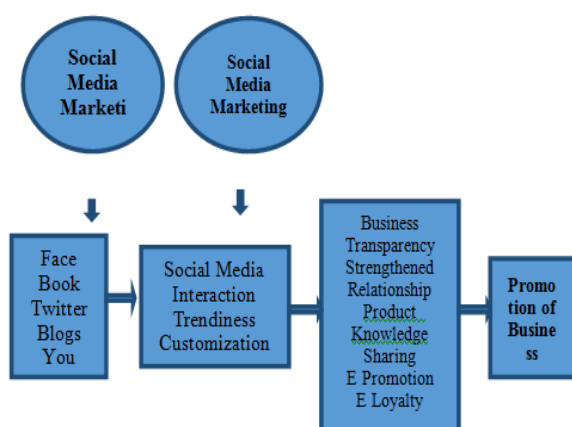 Social
Media
Marketi
Social
Media
Marketing
Face
Book
Twitter
Blogs
You
Social Media
Interaction
Trendiness
Customization
Business
Transparency
Strengthened
Relationship
Product
Knowledge
Sharing
E Promotion
E Loyalty
Promo
tion of
Busine
ss